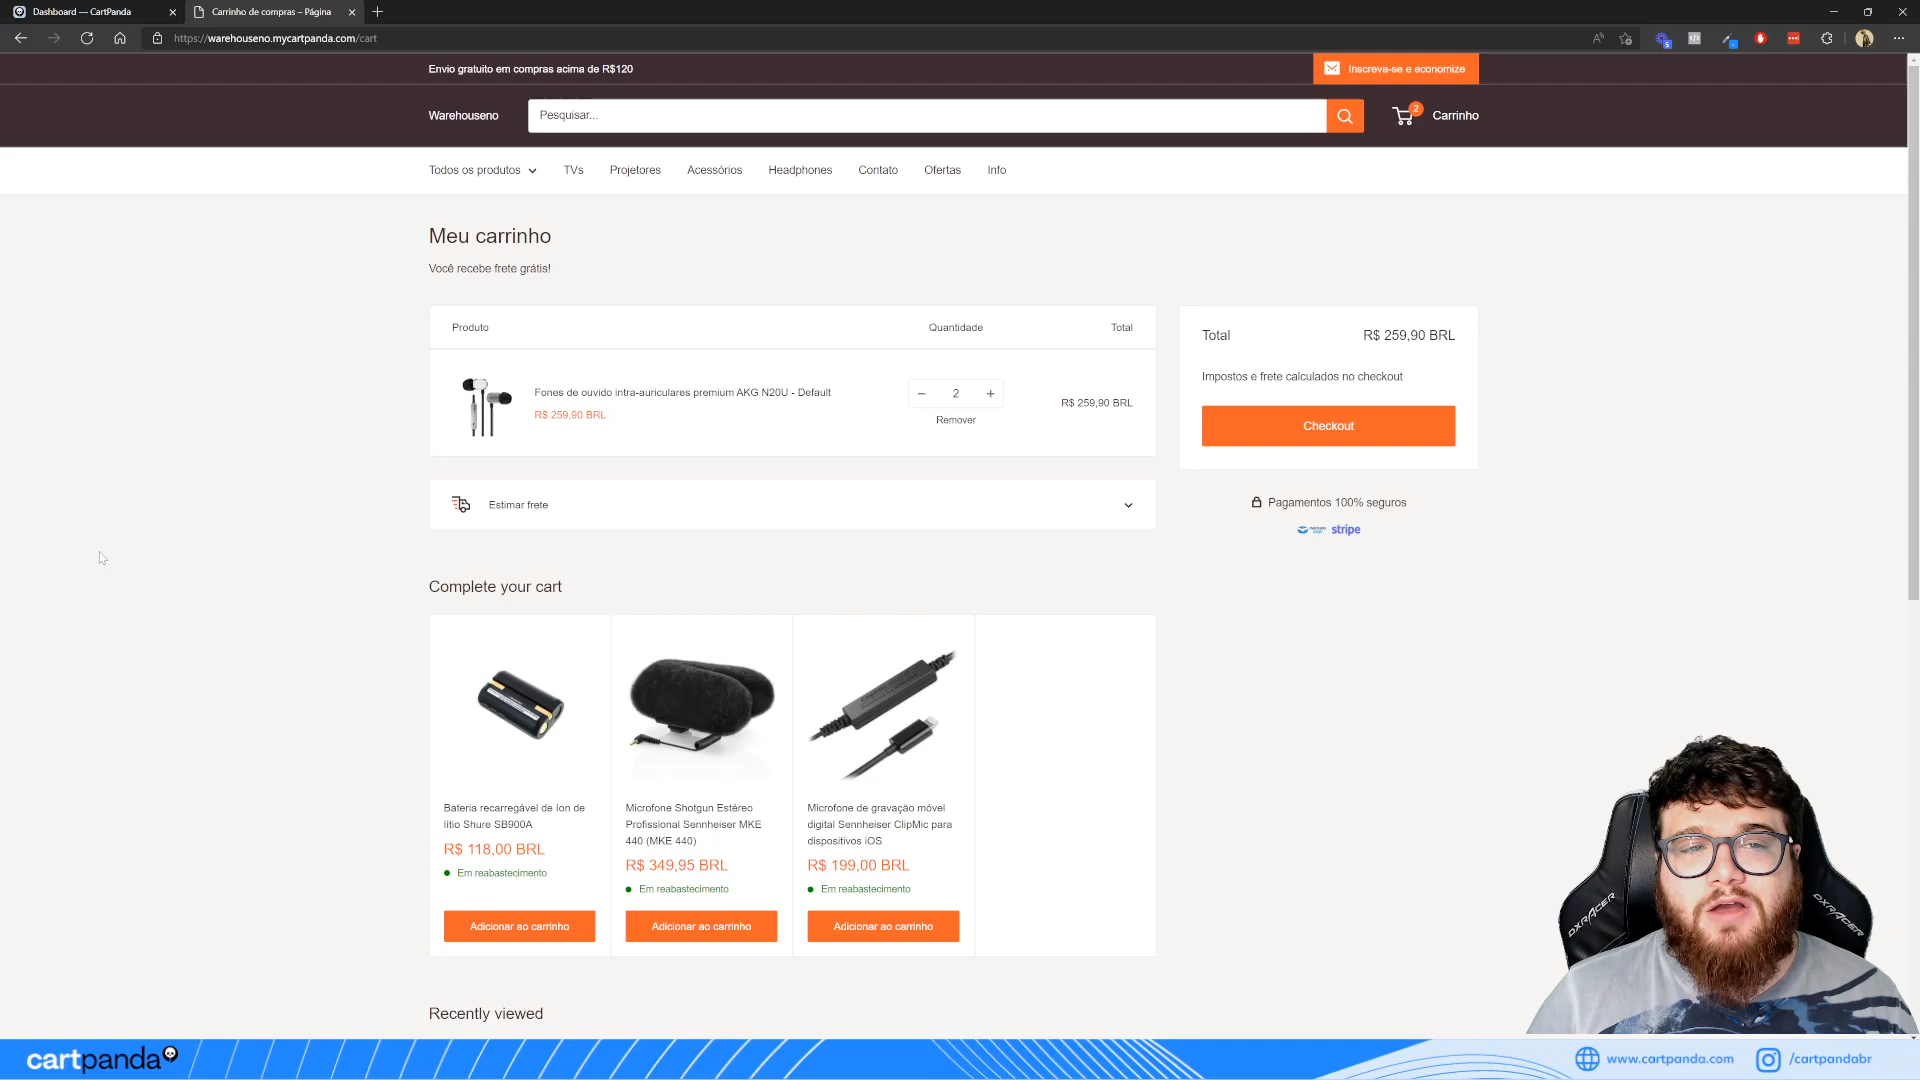 Dashboard — CartPanda
Carrinho de compras – Página
https://warehouseno.mycartpanda.com/cart
Envio gratuito em compras acima de R$120
Inscreva-se e economize
Warehouseno
Pesquisar...
2
Carrinho
Todos os produtos
TVs
Projetores
Acessórios
Headphones
Contato
Ofertas
Info
Meu carrinho
Você recebe frete grátis!
Produto
Quantidade
Total
Fones de ouvido intra-auriculares premium AKG N20U - Default
R$ 259,90 BRL
− 2 +
Remover
R$ 259,90 BRL
Total
R$ 259,90 BRL
Impostos e frete calculados no checkout
Checkout
Pagamentos 100% seguros
stripe
Estimar frete
Complete your cart
Bateria recarregável de íon de
lítio Shure SB900A
R$ 118,00 BRL
Em reabastecimento
Adicionar ao carrinho
Microfone Shotgun Estéreo
Profissional Sennheiser MKE
440 (MKE 440)
R$ 349,95 BRL
Em reabastecimento
Adicionar ao carrinho
Microfone de gravação móvel
digital Sennheiser ClipMic para
dispositivos iOS
R$ 199,00 BRL
Em reabastecimento
Adicionar ao carrinho
Recently viewed
DXRACER
DXRACER
cartpanda
www.cartpanda.com
/cartpandabr